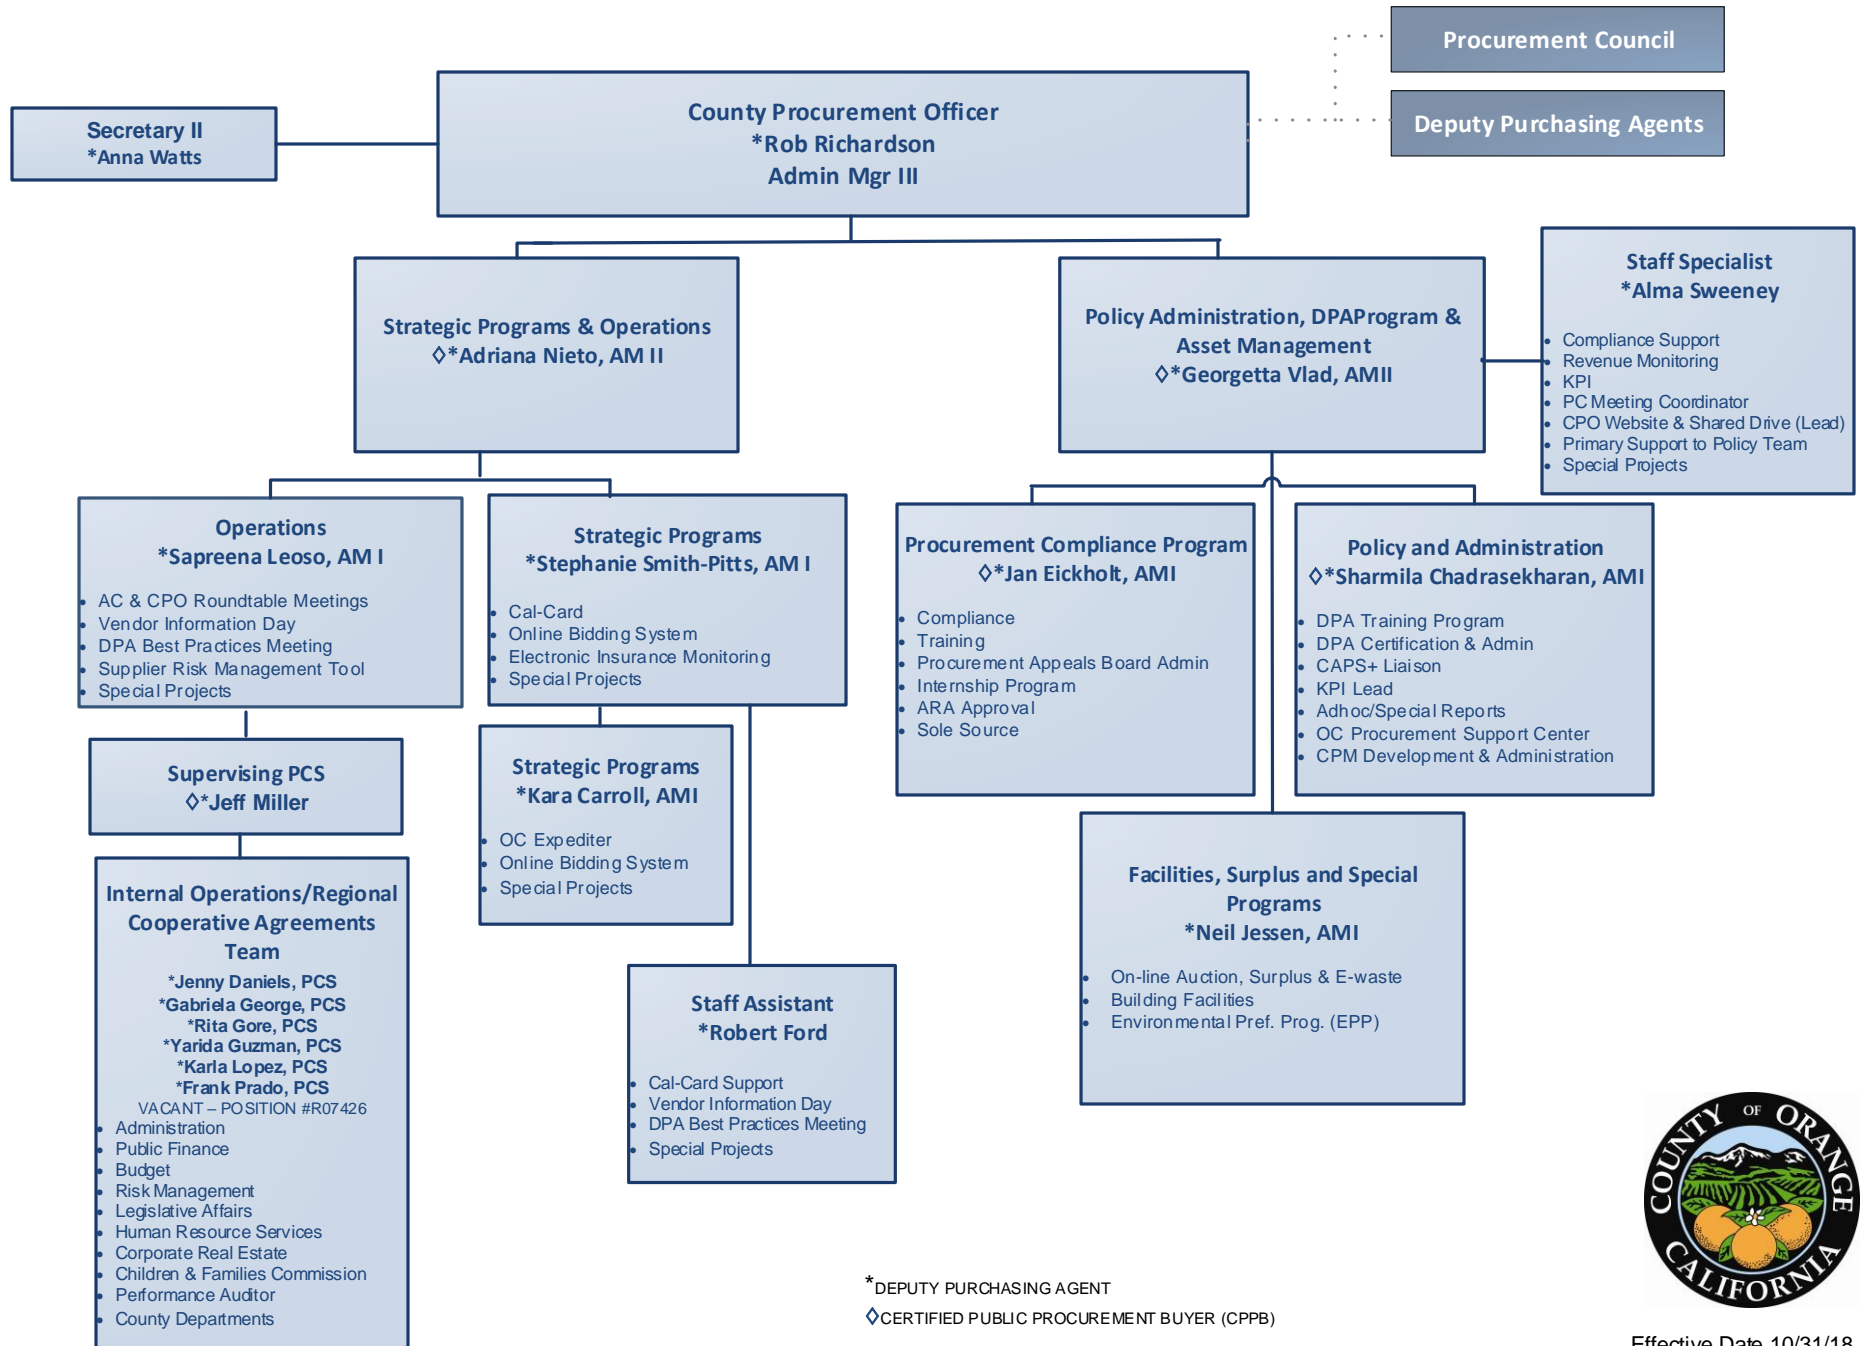 Procurement Council
Deputy Purchasing Agents
County Procurement Officer
*Rob Richardson
Admin Mgr III
Secretary II
*Anna Watts
Strategic Programs & Operations
◊*Adriana Nieto, AM II
Policy Administration, DPAProgram &
Asset Management
◊*Georgetta Vlad, AMII
Staff Specialist
*Alma Sweeney
• Compliance Support
• Revenue Monitoring
• KPI
• PC Meeting Coordinator
• CPO Website & Shared Drive (Lead)
• Primary Support to Policy Team
• Special Projects
Operations
*Sapreena Leoso, AM I
• AC & CPO Roundtable Meetings
• Vendor Information Day
• DPA Best Practices Meeting
• Supplier Risk Management Tool
• Special Projects
Strategic Programs
*Stephanie Smith-Pitts, AM I
• Cal-Card
• Online Bidding System
• Electronic Insurance Monitoring
• Special Projects
Procurement Compliance Program
◊*Jan Eickholt, AMI
• Compliance
• Training
• Procurement Appeals Board Admin
• Internship Program
• ARA Approval
• Sole Source
Policy and Administration
◊*Sharmila Chadrasekharan, AMI
• DPA Training Program
• DPA Certification & Admin
• CAPS+ Liaison
• KPI Lead
• Adhoc/Special Reports
• OC Procurement Support Center
• CPM Development & Administration
Supervising PCS
◊*Jeff Miller
Strategic Programs
*Kara Carroll, AMI
• OC Expediter
• Online Bidding System
• Special Projects
Facilities, Surplus and Special
Programs
*Neil Jessen, AMI
• On-line Auction, Surplus & E-waste
• Building Facilities
• Environmental Pref. Prog. (EPP)
Internal Operations/Regional
Cooperative Agreements
Team
*Jenny Daniels, PCS
*Gabriela George, PCS
*Rita Gore, PCS
*Yarida Guzman, PCS
*Karla Lopez, PCS
*Frank Prado, PCS
VACANT – POSITION #R07426
• Administration
• Public Finance
• Budget
• Risk Management
• Legislative Affairs
• Human Resource Services
• Corporate Real Estate
• Children & Families Commission
• Performance Auditor
• County Departments
Staff Assistant
*Robert Ford
• Cal-Card Support
• Vendor Information Day
• DPA Best Practices Meeting
• Special Projects
*DEPUTY PURCHASING AGENT
◊CERTIFIED PUBLIC PROCUREMENT BUYER (CPPB)
COUNTY OF ORANGE
CALIFORNIA
Effective Date 10/31/18